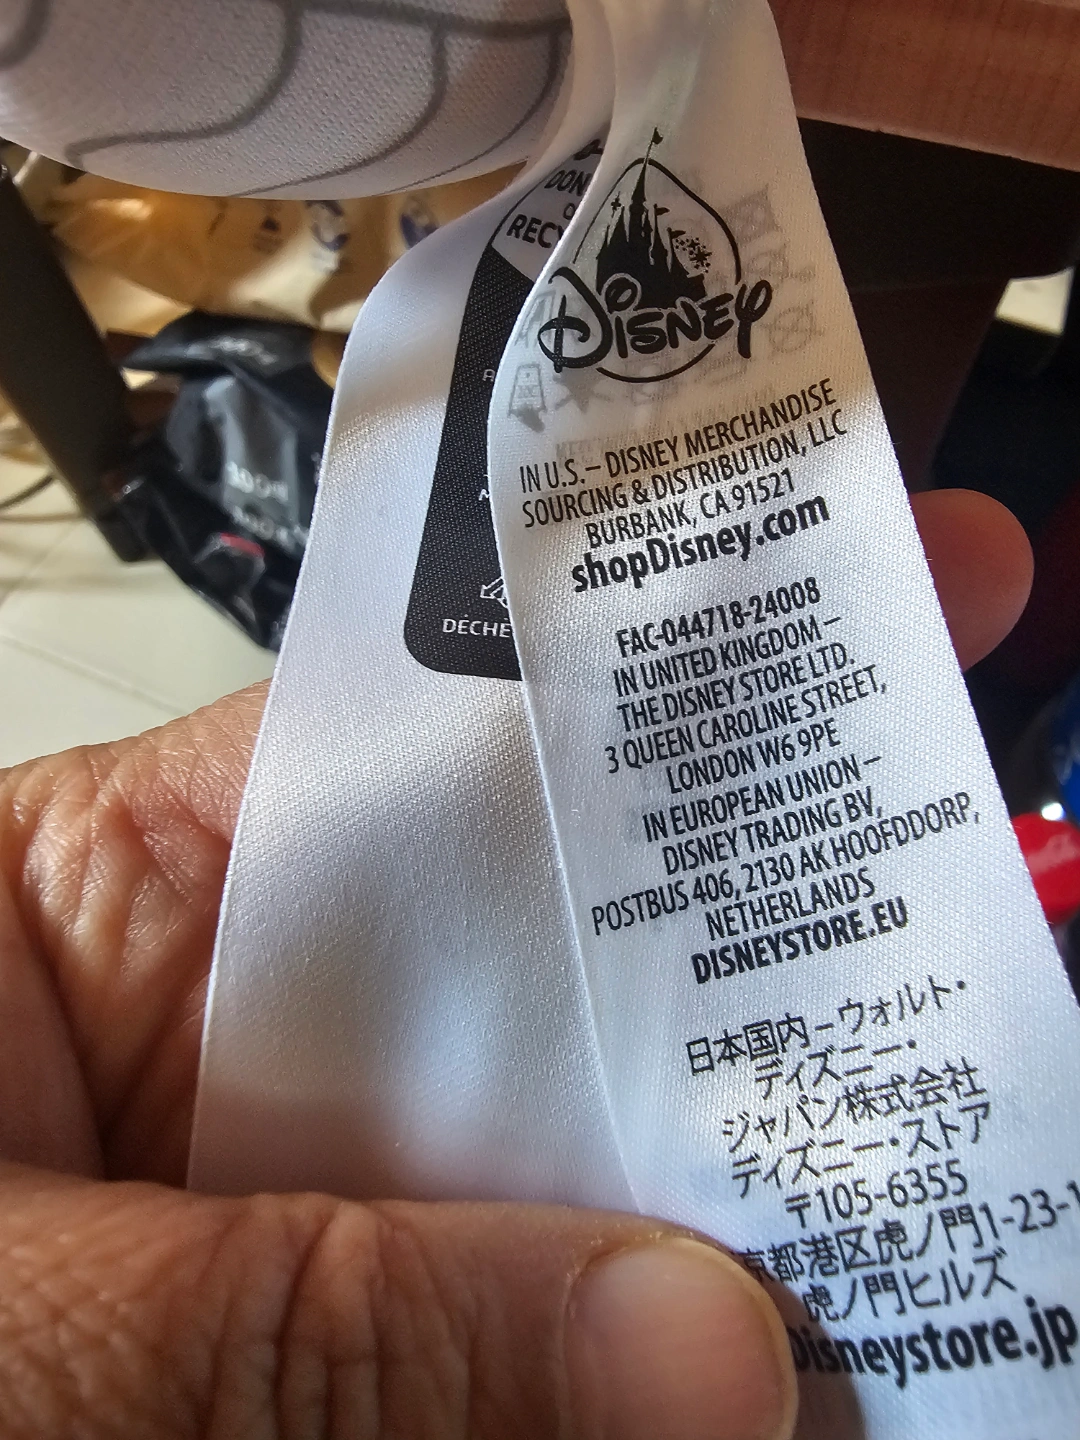 DON
RECY
DISNEY
IN U.S. – DISNEY MERCHANDISE
SOURCING & DISTRIBUTION, LLC
BURBANK, CA 91521
shopDisney.com
FAC-044718-24008
IN UNITED KINGDOM –
THE DISNEY STORE LTD.
3 QUEEN CAROLINE STREET,
LONDON W6 9PE
IN EUROPEAN UNION –
DISNEY TRADING BV,
POSTBUS 406, 2130 AK HOOFDDORP,
NETHERLANDS
DISNEYSTORE.EU
日本国内 – ウォルト・
ディズニー・
ジャパン株式会社
ディズニー・ストア
〒105-6355
京都港区虎ノ門1-23-1
虎ノ門ヒルズ
Disneystore.jp
DÉCHE